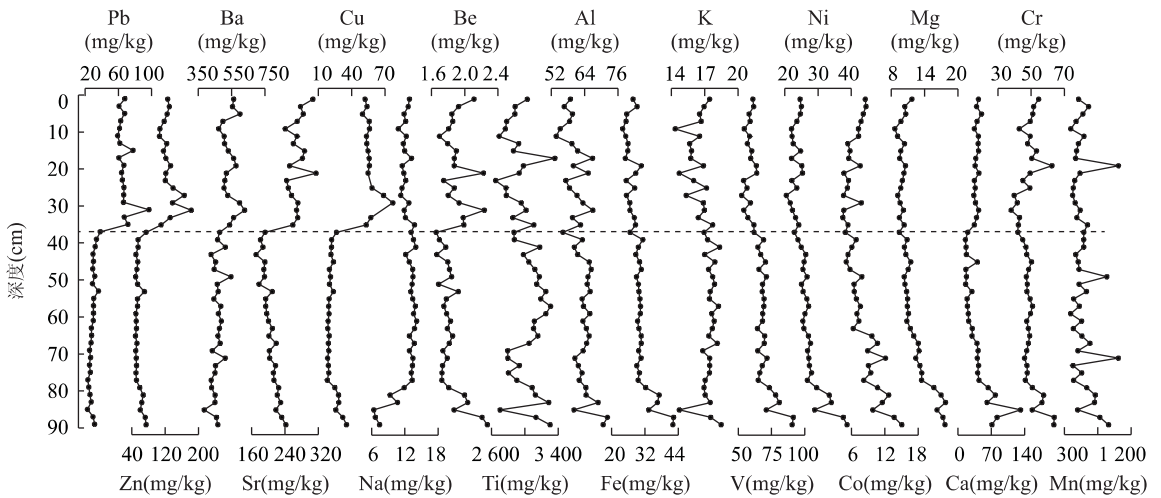 Pb Ba Cu Be Al K Ni Mg Cr
(mg/kg) (mg/kg) (mg/kg) (mg/kg) (mg/kg) (mg/kg) (mg/kg) (mg/kg) (mg/kg)
20 60 100 350 550 750 10 40 70 1.6 2.0 2.4 52 64 76 14 17 20 20 30 40 8 14 20 30 50 70
0
10
20
30
40
50
60
70
80
90
深度(cm)
40 120 200 160 240 320 6 12 18 2 600 3 400 20 32 44 50 75 100 6 12 18 0 70 140 300 1 200
Zn(mg/kg) Sr(mg/kg) Na(mg/kg) Ti(mg/kg) Fe(mg/kg) V(mg/kg) Co(mg/kg) Ca(mg/kg) Mn(mg/kg)